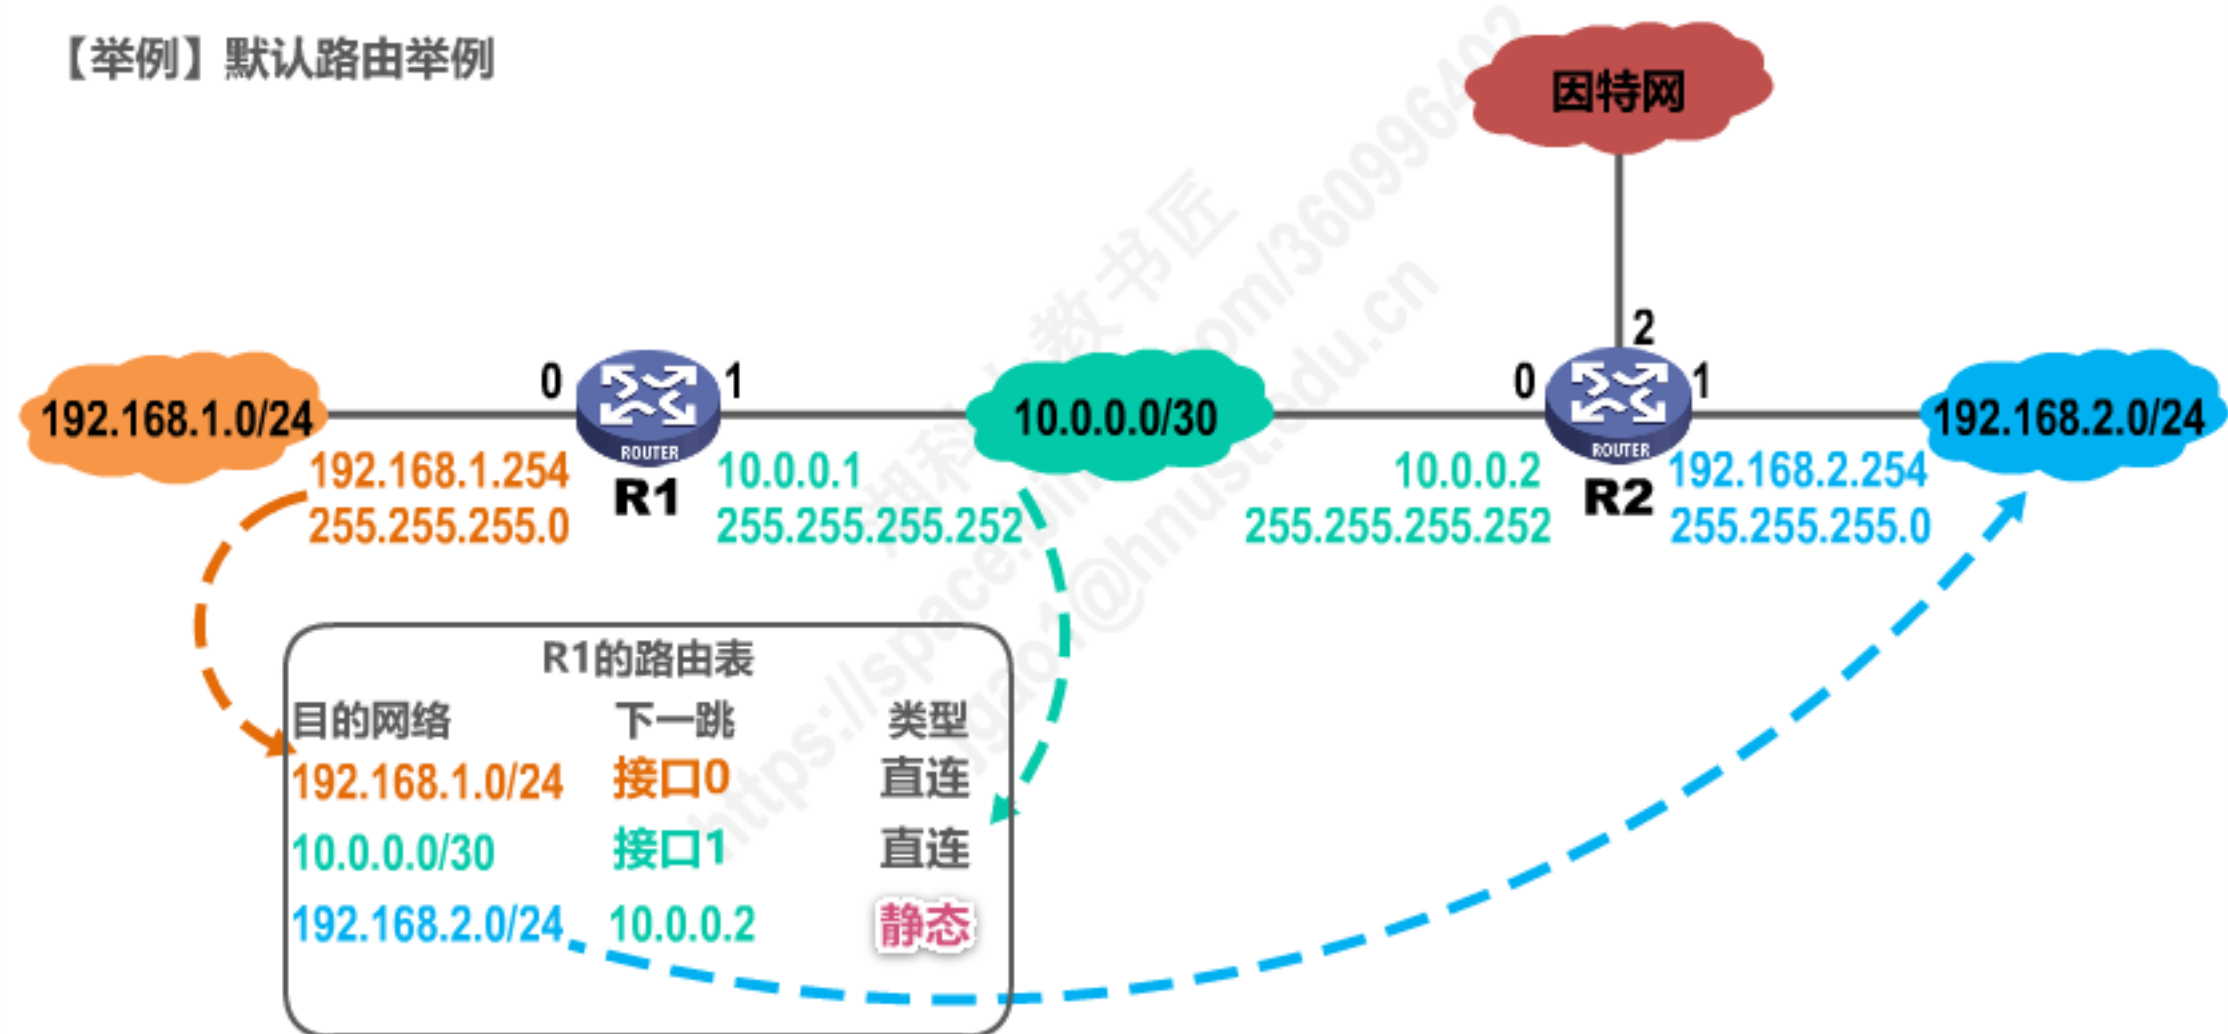 【举例】默认路由举例
因特网
2
0
1
0
1
192.168.1.0/24
10.0.0.0/30
192.168.2.0/24
ROUTER
ROUTER
192.168.1.254
255.255.255.0
R1
10.0.0.1
255.255.255.252
10.0.0.2
255.255.255.252
R2
192.168.2.254
255.255.255.0
R1的路由表
目的网络 下一跳 类型
192.168.1.0/24 接口0 直连
10.0.0.0/30 接口1 直连
192.168.2.0/24 10.0.0.2 静态
教书匠